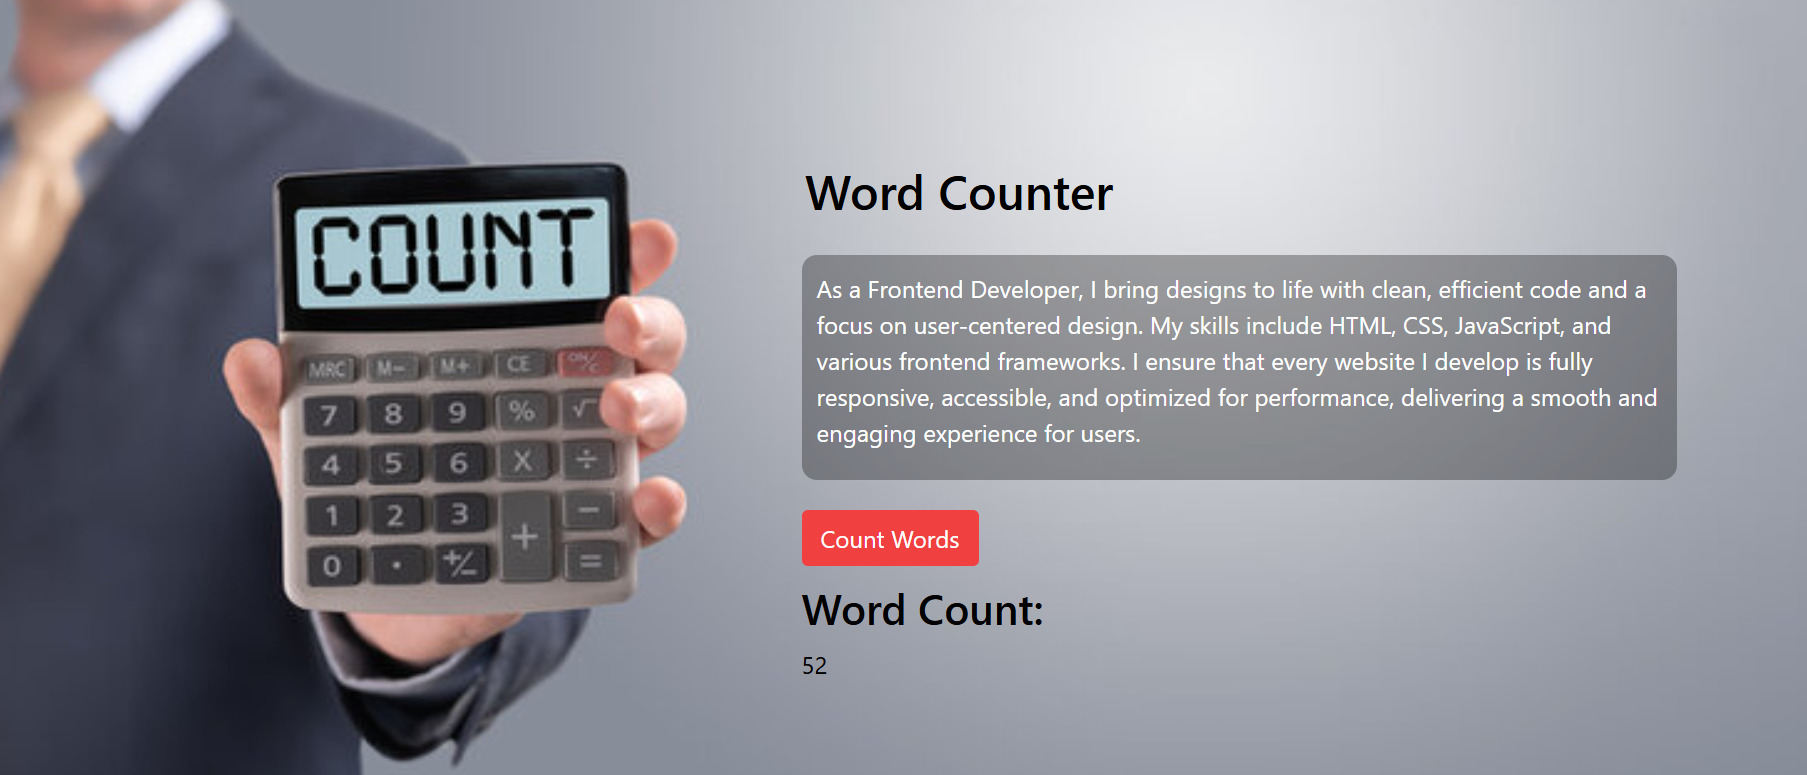 COUNT
MRC M− M+ CE ON/C
7 8 9 % √
4 5 6 X ÷
1 2 3 + −
0 . +/− =
Word Counter
As a Frontend Developer, I bring designs to life with clean, efficient code and a
focus on user-centered design. My skills include HTML, CSS, JavaScript, and
various frontend frameworks. I ensure that every website I develop is fully
responsive, accessible, and optimized for performance, delivering a smooth and
engaging experience for users.
Count Words
Word Count:
52